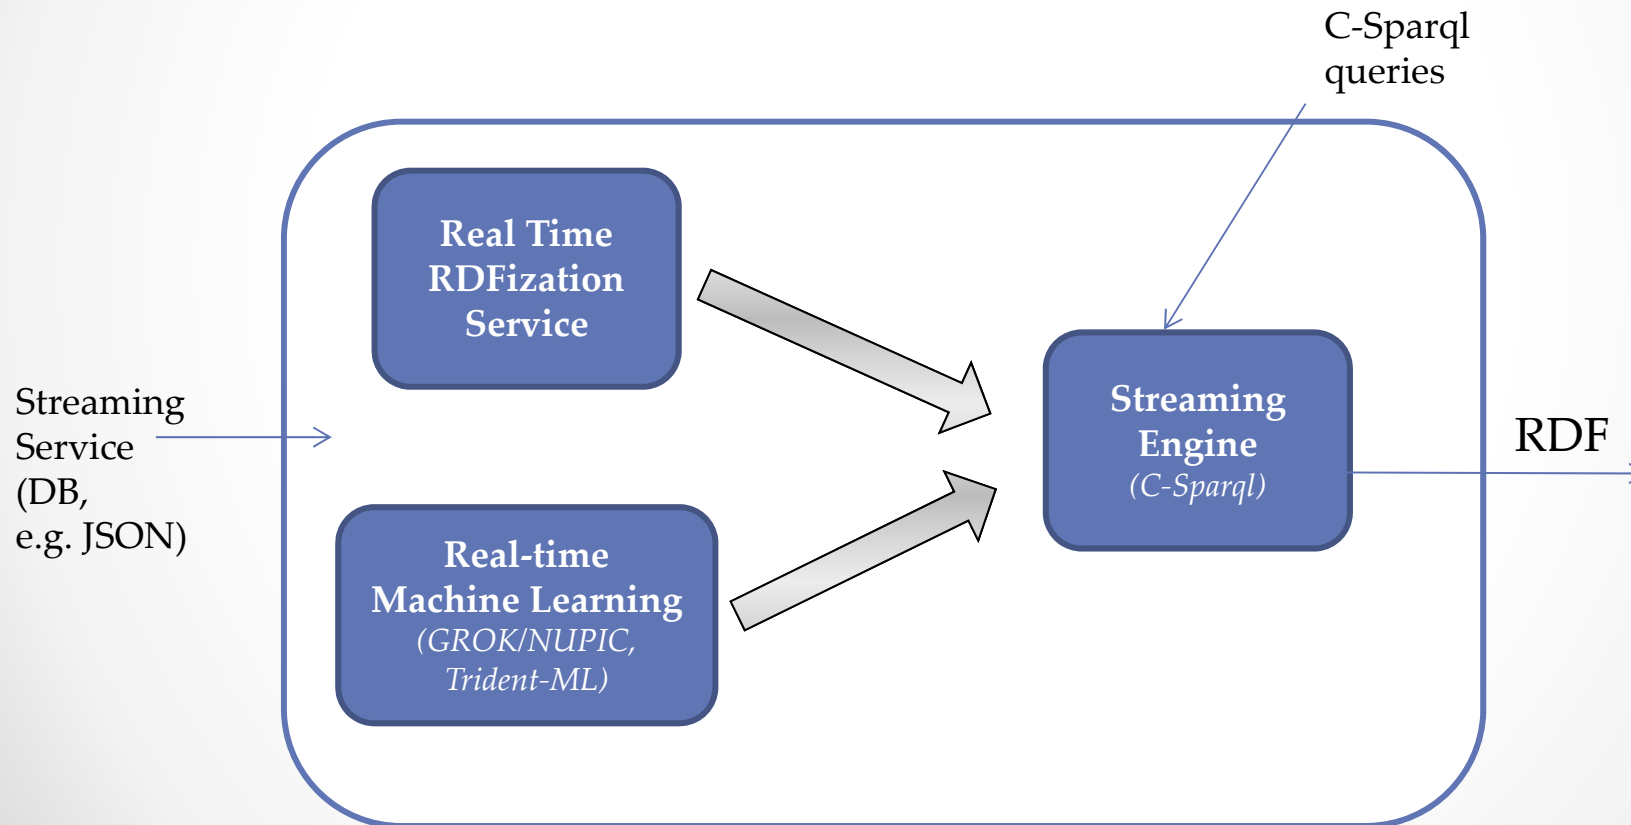 C-Sparql
queries
Real Time
RDFization
Service
Streaming
Service
(DB,
e.g. JSON)
Streaming
Engine
(C-Sparql)
RDF
Real-time
Machine Learning
(GROK/NUPIC,
Trident-ML)